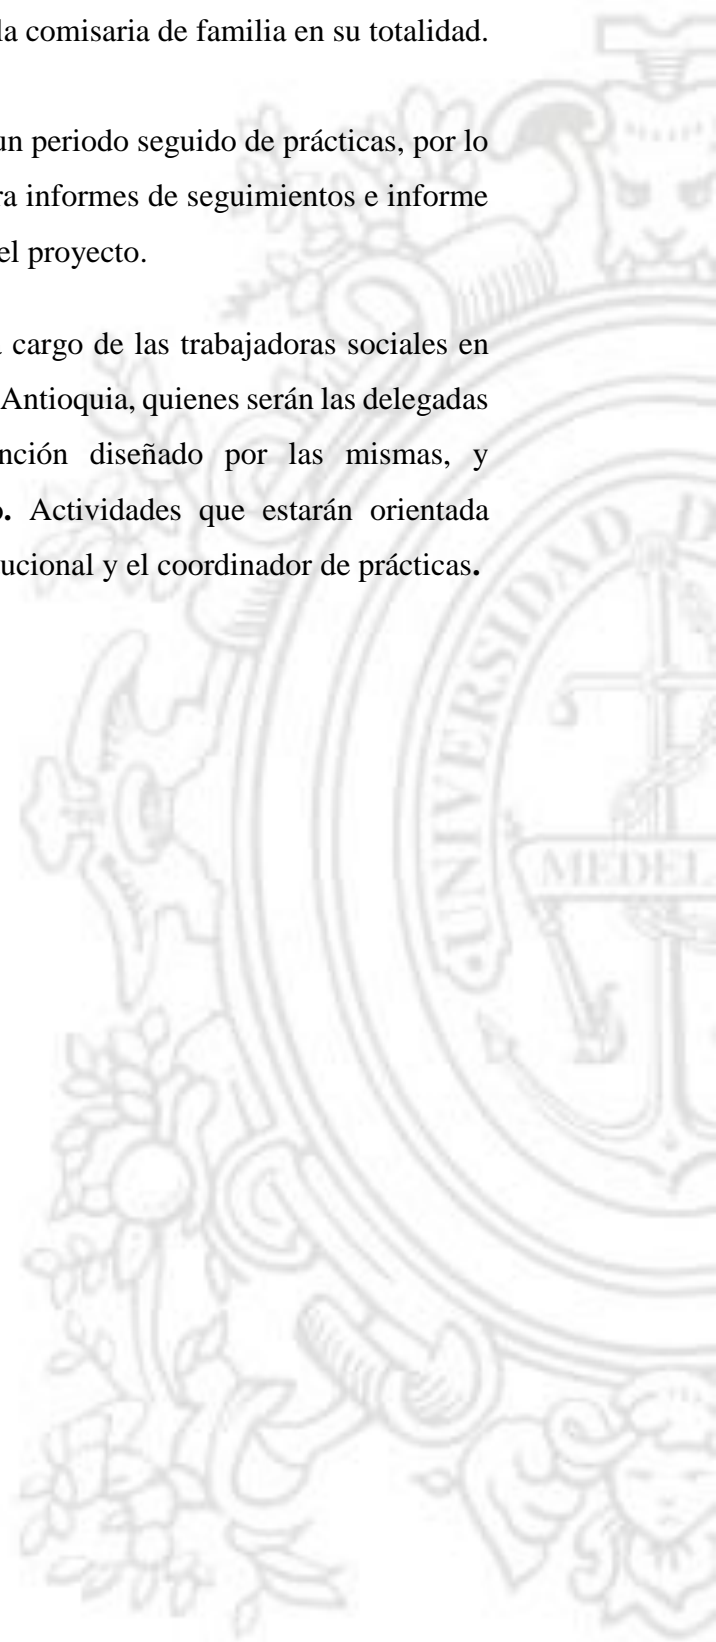 la comisaria de familia en su totalidad.
un periodo seguido de prácticas, por lo
ra informes de seguimientos e informe
el proyecto.
cargo de las trabajadoras sociales en
Antioquia, quienes serán las delegadas
nción diseñado por las mismas, y
o. Actividades que estarán orientada
ucional y el coordinador de prácticas.
UNIVERSIDAD D
MEDEL